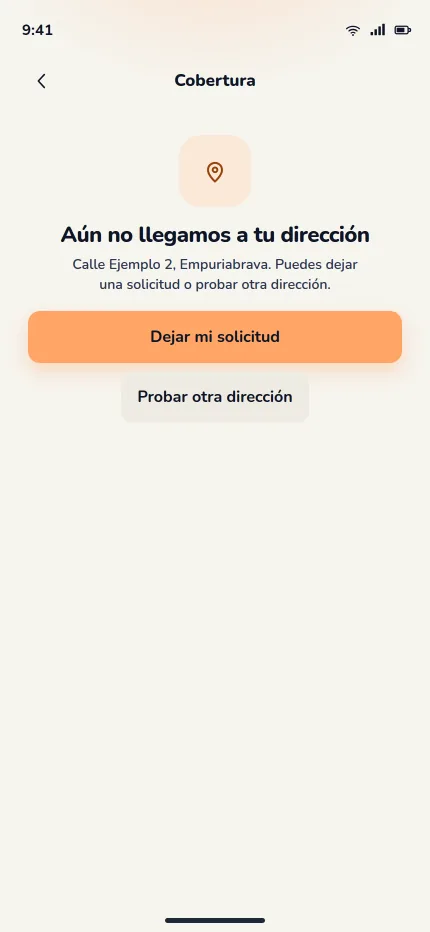 9:41
Cobertura
Aún no llegamos a tu dirección
Calle Ejemplo 2, Empuriabrava. Puedes dejar
una solicitud o probar otra dirección.
Dejar mi solicitud
Probar otra dirección